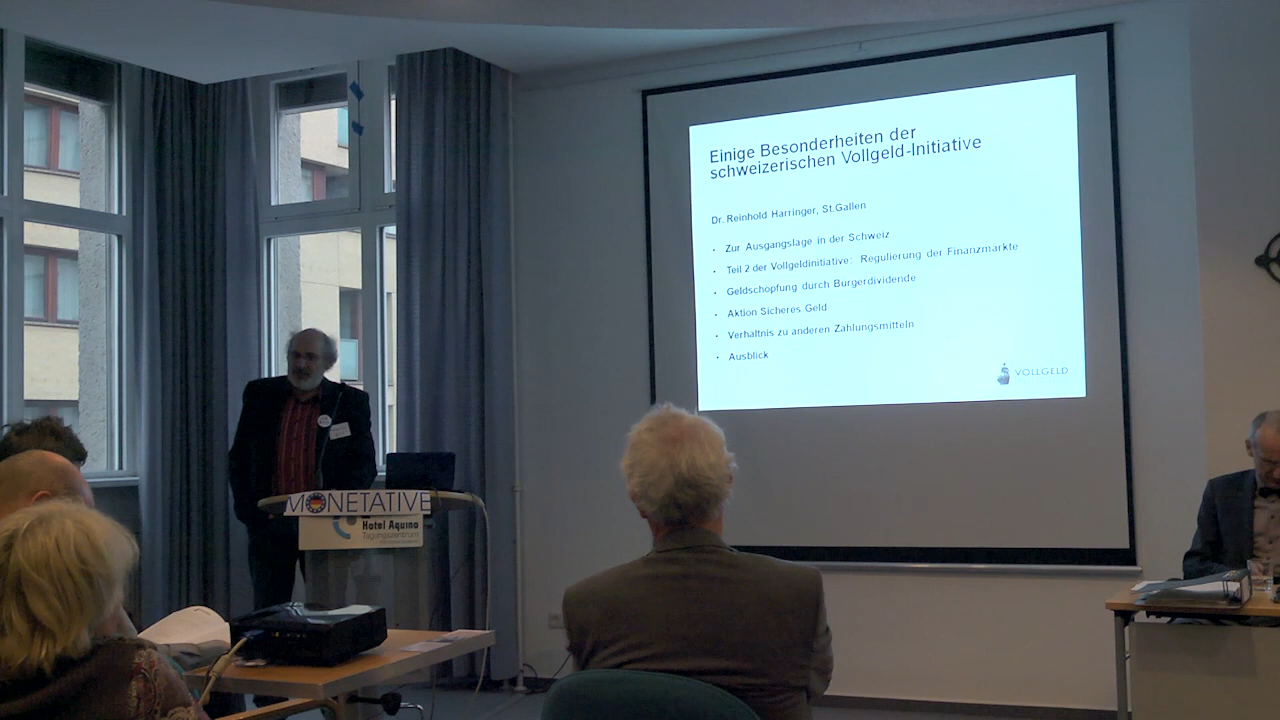 Einige Besonderheiten der
schweizerischen Vollgeld-Initiative
Dr. Reinhold Harringer, St.Gallen
• Zur Ausgangslage in der Schweiz
• Teil 2 der Vollgeldinitiative: Regulierung der Finanzmarkte
• Geldschopfung durch Burgerdividende
• Aktion Sicheres Geld
• Verhaltnis zu anderen Zahlungsmitteln
• Ausblick
VOLLGELD
MONETATIVE
Hotel Aquino
Tagungszentrum